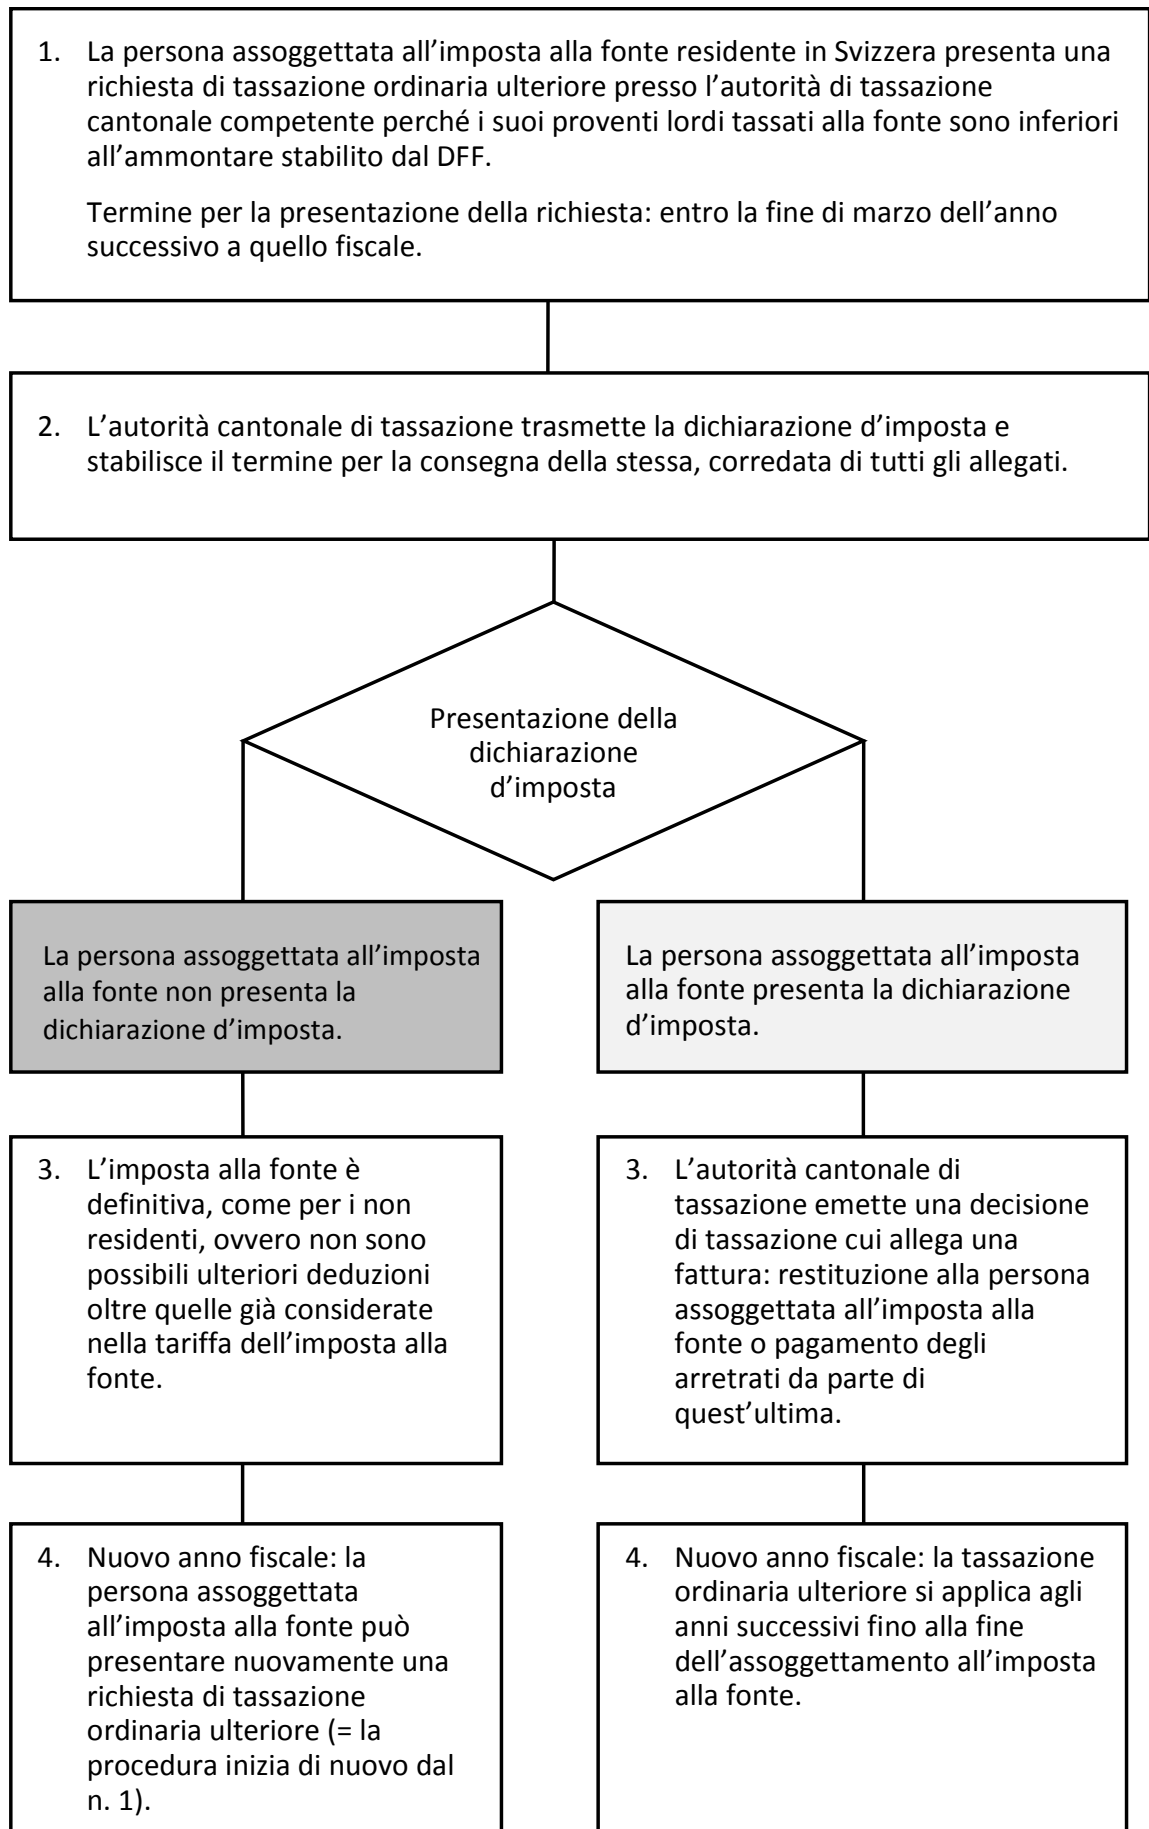 1. La persona assoggettata all’imposta alla fonte residente in Svizzera presenta una
richiesta di tassazione ordinaria ulteriore presso l’autorità di tassazione
cantonale competente perché i suoi proventi lordi tassati alla fonte sono inferiori
all’ammontare stabilito dal DFF.
Termine per la presentazione della richiesta: entro la fine di marzo dell’anno
successivo a quello fiscale.
2. L’autorità cantonale di tassazione trasmette la dichiarazione d’imposta e
stabilisce il termine per la consegna della stessa, corredata di tutti gli allegati.
Presentazione della
dichiarazione
d’imposta
La persona assoggettata all’imposta
alla fonte non presenta la
dichiarazione d’imposta.
3. L’imposta alla fonte è
definitiva, come per i non
residenti, ovvero non sono
possibili ulteriori deduzioni
oltre quelle già considerate
nella tariffa dell’imposta alla
fonte.
4. Nuovo anno fiscale: la
persona assoggettata
all’imposta alla fonte può
presentare nuovamente una
richiesta di tassazione
ordinaria ulteriore (= la
procedura inizia di nuovo dal
n. 1).
La persona assoggettata all’imposta
alla fonte presenta la dichiarazione
d’imposta.
3. L’autorità cantonale di
tassazione emette una decisione
di tassazione cui allega una
fattura: restituzione alla persona
assoggettata all’imposta alla
fonte o pagamento degli
arretrati da parte di
quest’ultima.
4. Nuovo anno fiscale: la tassazione
ordinaria ulteriore si applica agli
anni successivi fino alla fine
dell’assoggettamento all’imposta
alla fonte.